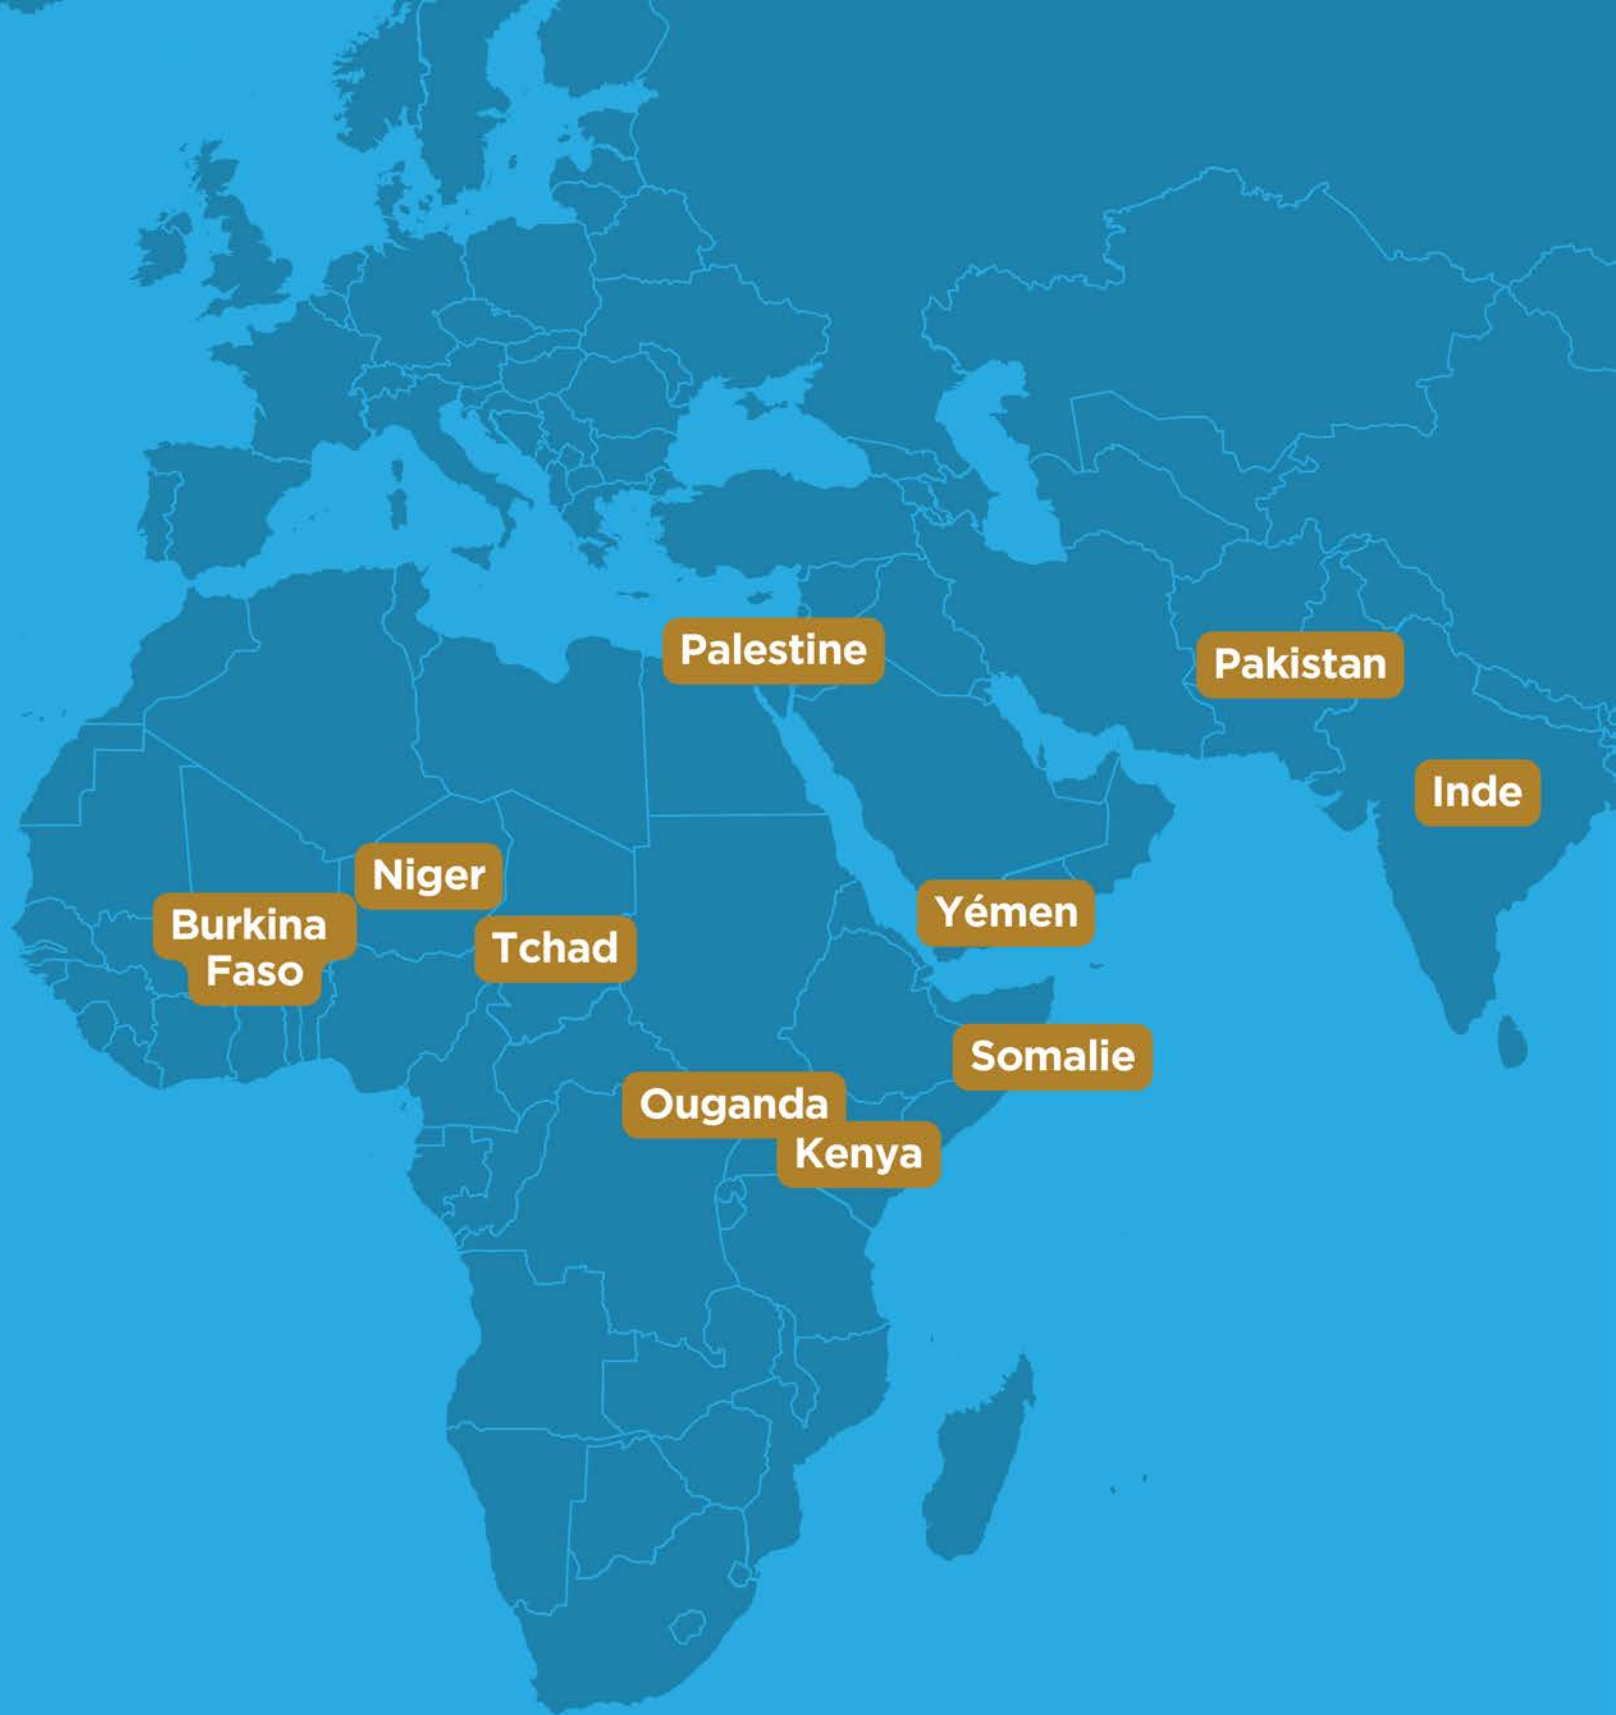 Palestine
Pakistan
Inde
Niger
Burkina
Faso
Tchad
Yémen
Somalie
Ouganda
Kenya